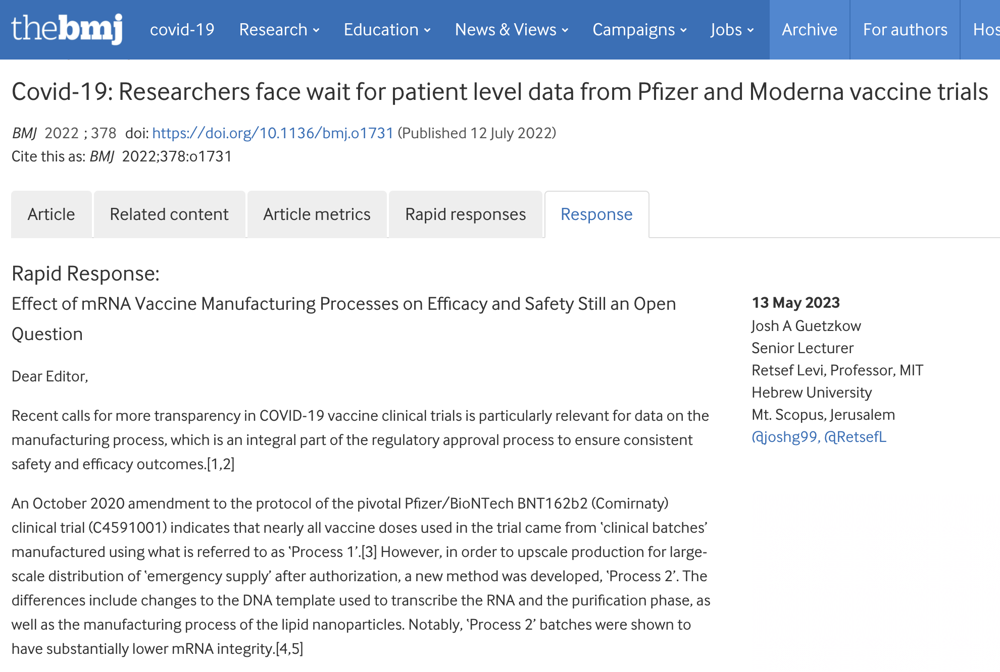 thebmj covid-19 Research Education News & Views Campaigns Jobs Archive For authors Hos
Covid-19: Researchers face wait for patient level data from Pfizer and Moderna vaccine trials
BMJ 2022 ; 378 doi: https://doi.org/10.1136/bmj.o1731 (Published 12 July 2022)
Cite this as: BMJ 2022;378:o1731
Article Related content Article metrics Rapid responses Response
Rapid Response:
Effect of mRNA Vaccine Manufacturing Processes on Efficacy and Safety Still an Open
Question
Dear Editor,
Recent calls for more transparency in COVID-19 vaccine clinical trials is particularly relevant for data on the
manufacturing process, which is an integral part of the regulatory approval process to ensure consistent
safety and efficacy outcomes.[1,2]
An October 2020 amendment to the protocol of the pivotal Pfizer/BioNTech BNT162b2 (Comirnaty)
clinical trial (C4591001) indicates that nearly all vaccine doses used in the trial came from ‘clinical batches’
manufactured using what is referred to as ‘Process 1’.[3] However, in order to upscale production for large-
scale distribution of ‘emergency supply’ after authorization, a new method was developed, ‘Process 2’. The
differences include changes to the DNA template used to transcribe the RNA and the purification phase, as
well as the manufacturing process of the lipid nanoparticles. Notably, ‘Process 2’ batches were shown to
have substantially lower mRNA integrity.[4,5]
13 May 2023
Josh A Guetzkow
Senior Lecturer
Retsef Levi, Professor, MIT
Hebrew University
Mt. Scopus, Jerusalem
@joshg99, @RetsefL